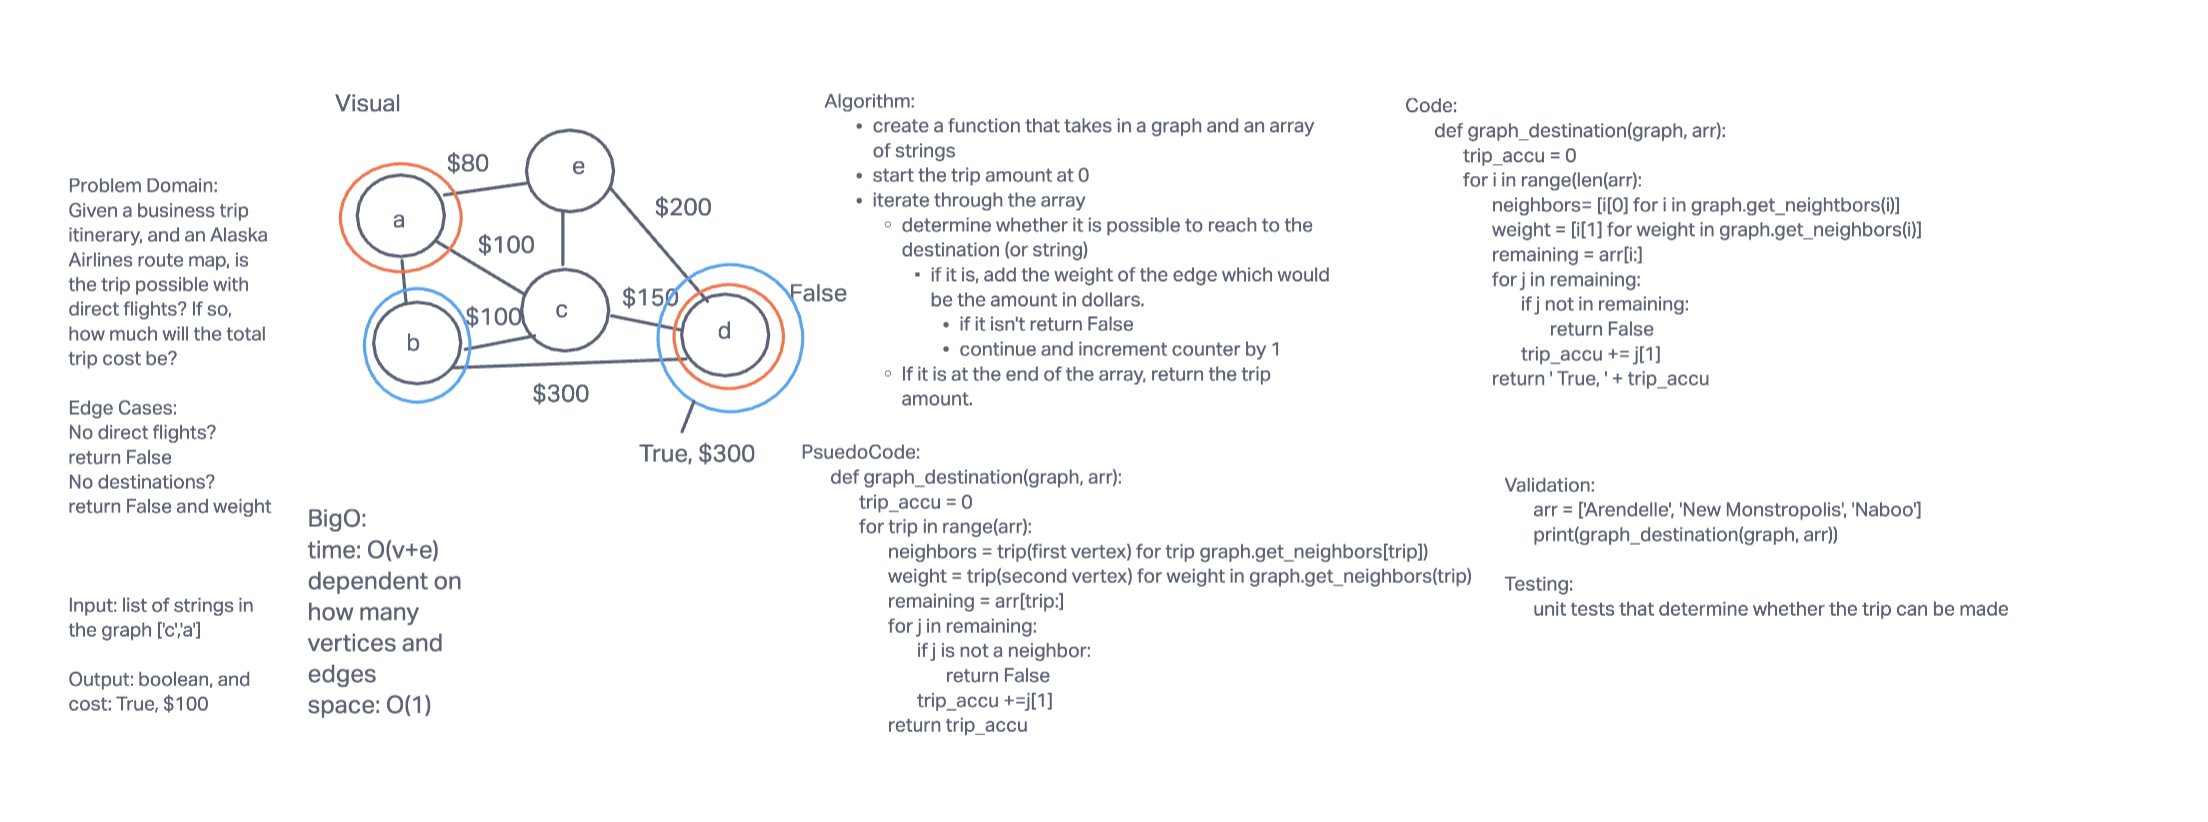 Visual
$80
e
a
$200
$100
c
$150
False
$100
b
d
$300
True, $300
Problem Domain:
Given a business trip
itinerary, and an Alaska
Airlines route map, is
the trip possible with
direct flights? If so,
how much will the total
trip cost be?
Edge Cases:
No direct flights?
return False
No destinations?
return False and weight
Input: list of strings in
the graph ['c','a']
Output: boolean, and
cost: True, $100
BigO:
time: O(v+e)
dependent on
how many
vertices and
edges
space: O(1)
Algorithm:
• create a function that takes in a graph and an array
of strings
• start the trip amount at 0
• iterate through the array
◦ determine whether it is possible to reach to the
destination (or string)
▪ if it is, add the weight of the edge which would
be the amount in dollars.
• if it isn't return False
• continue and increment counter by 1
◦ If it is at the end of the array, return the trip
amount.
PsuedoCode:
def graph_destination(graph, arr):
trip_accu = 0
for trip in range(arr):
neighbors = trip(first vertex) for trip graph.get_neighbors[trip])
weight = trip(second vertex) for weight in graph.get_neighbors(trip)
remaining = arr[trip:]
for j in remaining:
if j is not a neighbor:
return False
trip_accu +=j[1]
return trip_accu
Code:
def graph_destination(graph, arr):
trip_accu = 0
for i in range(len(arr):
neighbors= [i[0] for i in graph.get_neightbors(i)]
weight = [i[1] for weight in graph.get_neighbors(i)]
remaining = arr[i:]
for j in remaining:
if j not in remaining:
return False
trip_accu += j[1]
return ' True, ' + trip_accu
Validation:
arr = ['Arendelle', 'New Monstropolis', 'Naboo']
print(graph_destination(graph, arr))
Testing:
unit tests that determine whether the trip can be made